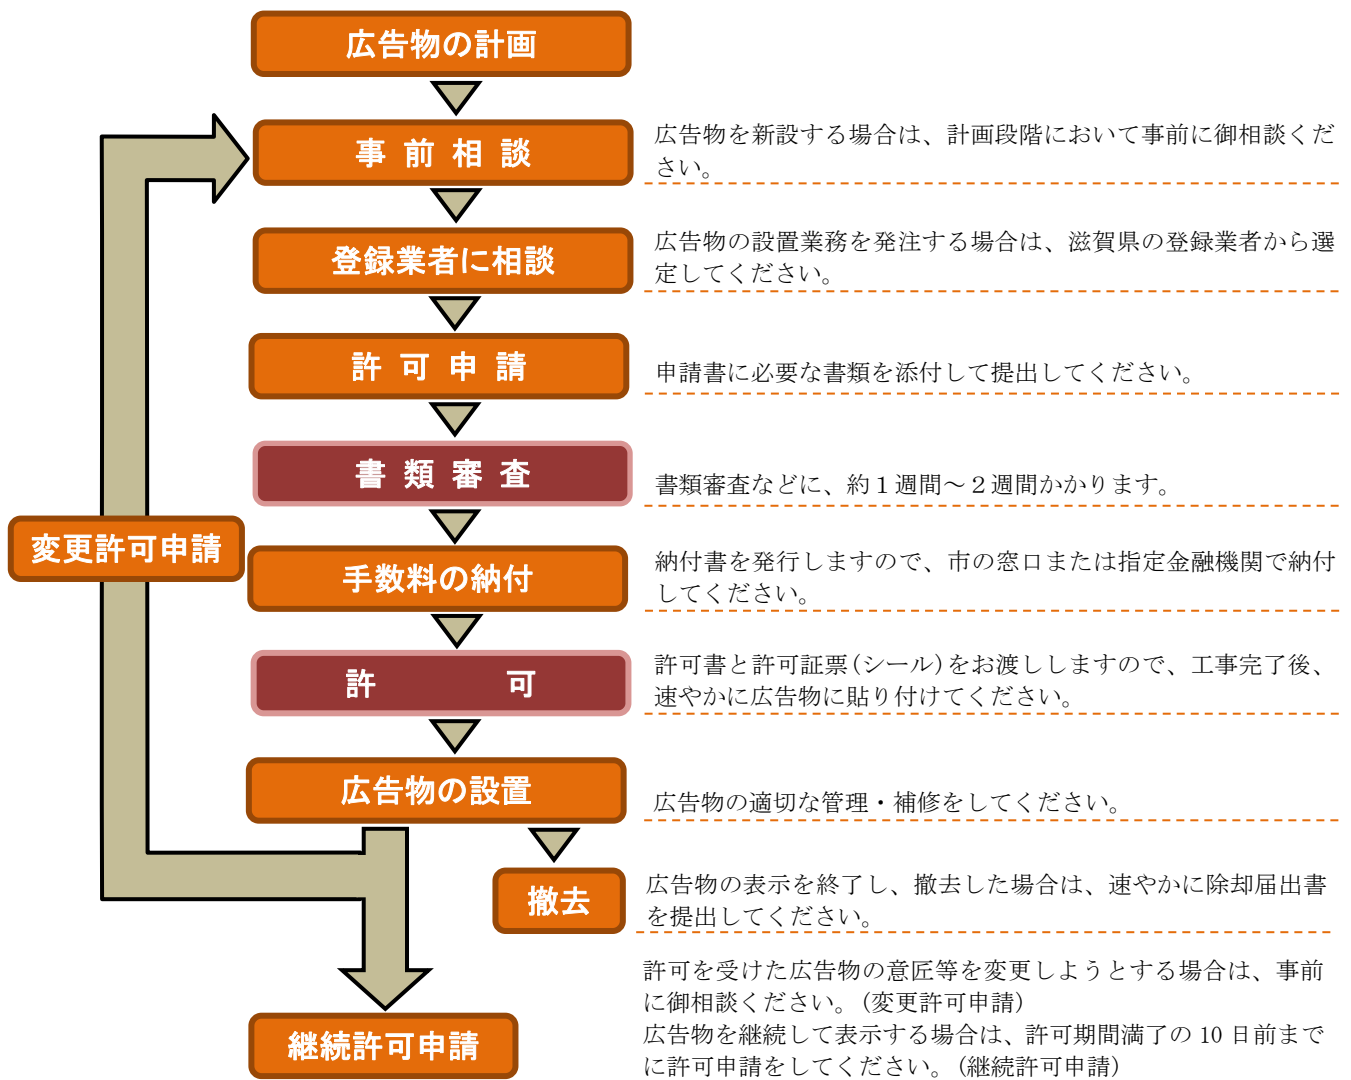 広告物の計画
事前相談
広告物を新設する場合は、計画段階において事前に御相談くだ
さい。
登録業者に相談
広告物の設置業務を発注する場合は、滋賀県の登録業者から選
定してください。
許可申請
申請書に必要な書類を添付して提出してください。
書類審査
書類審査などに、約１週間～２週間かかります。
変更許可申請
手数料の納付
納付書を発行しますので、市の窓口または指定金融機関で納付
してください。
許可
許可書と許可証票(シール)をお渡ししますので、工事完了後、
速やかに広告物に貼り付けてください。
広告物の設置
広告物の適切な管理・補修をしてください。
撤去
広告物の表示を終了し、撤去した場合は、速やかに除却届出書
を提出してください。
継続許可申請
許可を受けた広告物の意匠等を変更しようとする場合は、事前
に御相談ください。(変更許可申請)
広告物を継続して表示する場合は、許可期間満了の 10 日前まで
に許可申請をしてください。(継続許可申請)